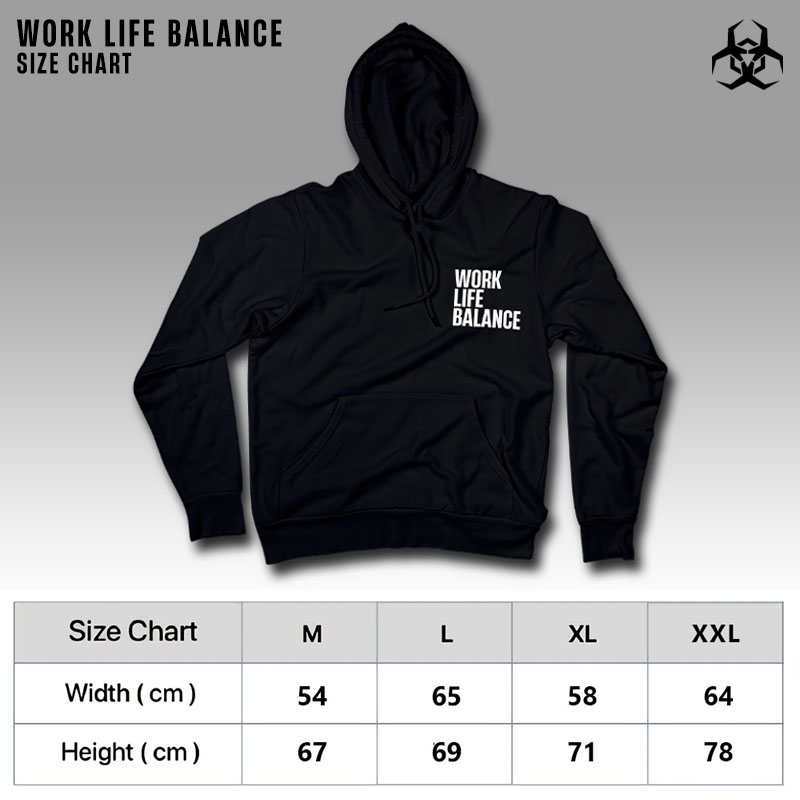 WORK LIFE BALANCE
SIZE CHART
WORK
LIFE
BALANCE
Size Chart M L XL XXL
Width ( cm ) 54 65 58 64
Height ( cm ) 67 69 71 78